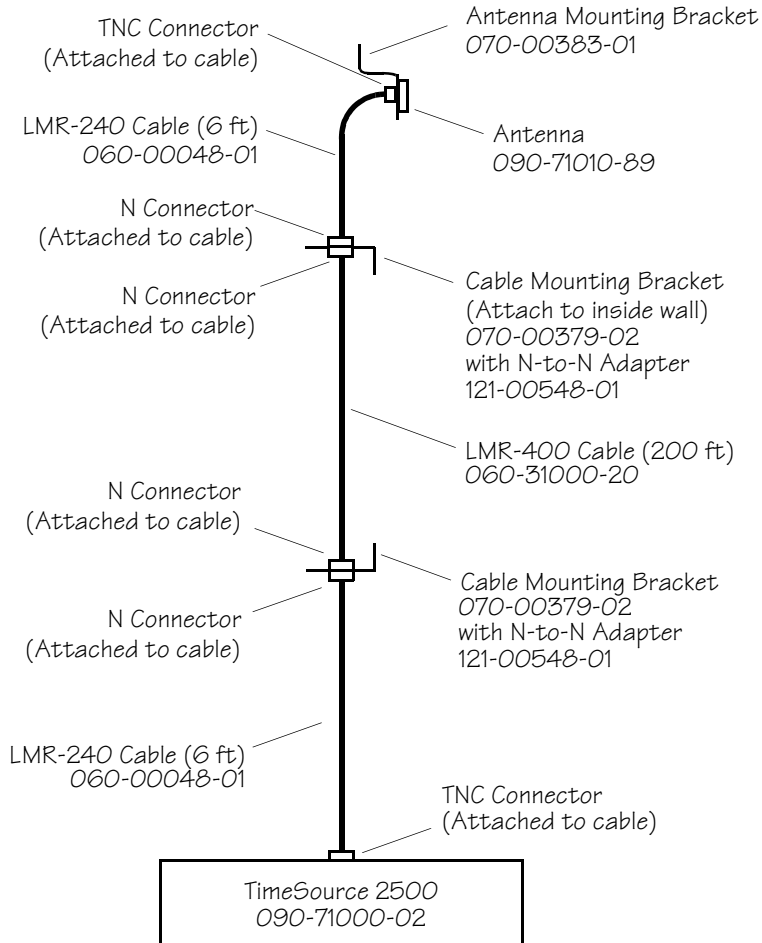 TNC Connector
(Attached to cable)
Antenna Mounting Bracket
070-00383-01
LMR-240 Cable (6 ft)
060-00048-01
Antenna
090-71010-89
N Connector
(Attached to cable)
N Connector
(Attached to cable)
Cable Mounting Bracket
(Attach to inside wall)
070-00379-02
with N-to-N Adapter
121-00548-01
LMR-400 Cable (200 ft)
060-31000-20
N Connector
(Attached to cable)
Cable Mounting Bracket
070-00379-02
with N-to-N Adapter
121-00548-01
N Connector
(Attached to cable)
LMR-240 Cable (6 ft)
060-00048-01
TNC Connector
(Attached to cable)
TimeSource 2500
090-71000-02